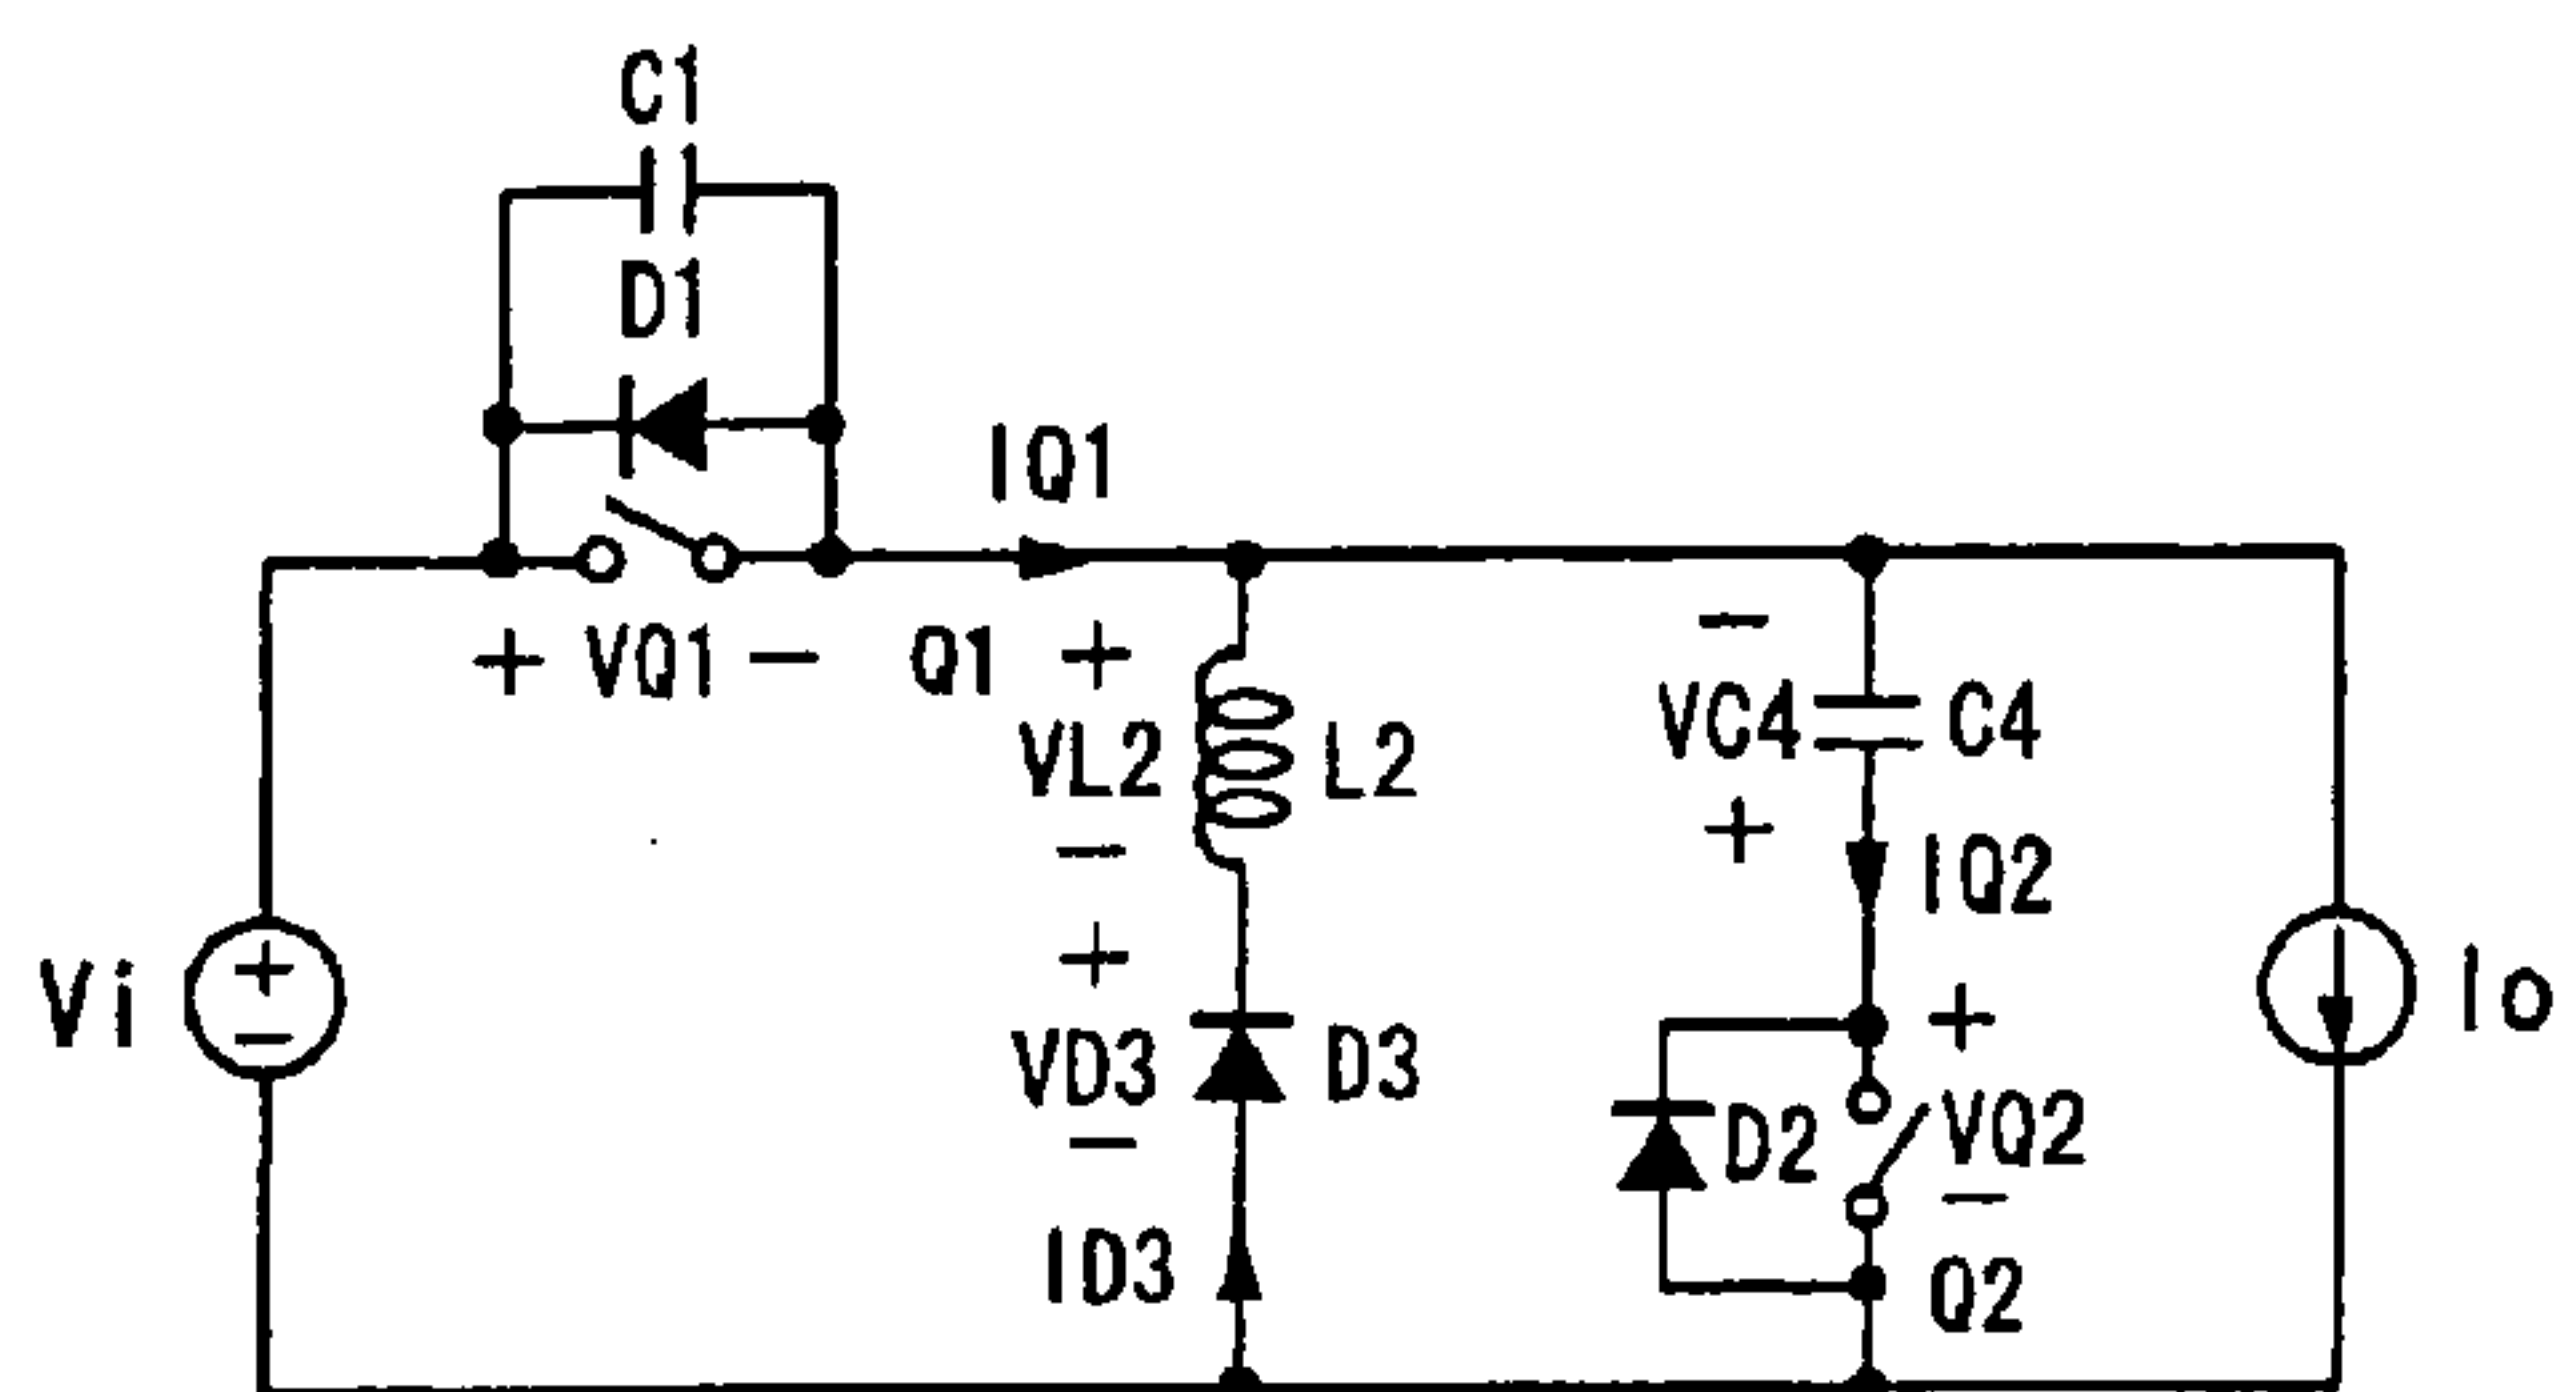 C1
D1
IQ1
+ VQ1 − Q1
+
VL2
−
L2
−
VC4
+
C4
IQ2
Vi
+
−
+
VD3
−
D3
ID3
D2
+
VQ2
−
Q2
Io